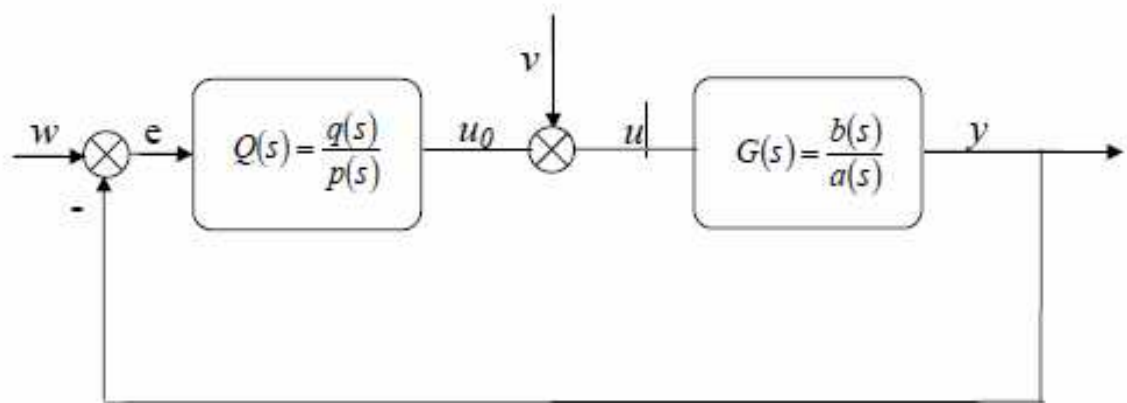 v
w
e
Q(s) = q(s)/p(s)
u₀
u
G(s) = b(s)/a(s)
y
-